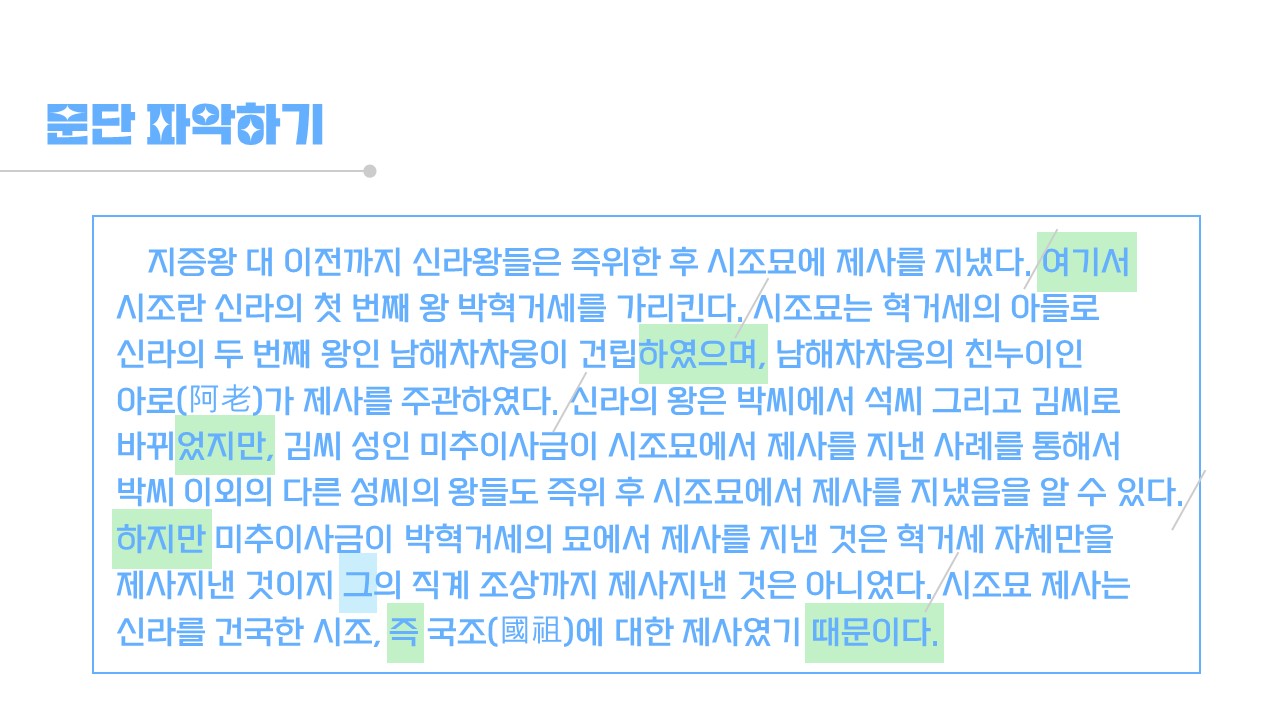 문단 파악하기
지증왕 대 이전까지 신라왕들은 즉위한 후 시조묘에 제사를 지냈다. 여기서
시조란 신라의 첫 번째 왕 박혁거세를 가리킨다. 시조묘는 혁거세의 아들로
신라의 두 번째 왕인 남해차차웅이 건립하였으며, 남해차차웅의 친누이인
아로(阿老)가 제사를 주관하였다. 신라의 왕은 박씨에서 석씨 그리고 김씨로
바뀌었지만, 김씨 성인 미추이사금이 시조묘에서 제사를 지낸 사례를 통해서
박씨 이외의 다른 성씨의 왕들도 즉위 후 시조묘에서 제사를 지냈음을 알 수 있다.
하지만 미추이사금이 박혁거세의 묘에서 제사를 지낸 것은 혁거세 자체만을
제사지낸 것이지 그의 직계 조상까지 제사지낸 것은 아니었다. 시조묘 제사는
신라를 건국한 시조, 즉 국조(國祖)에 대한 제사였기 때문이다.